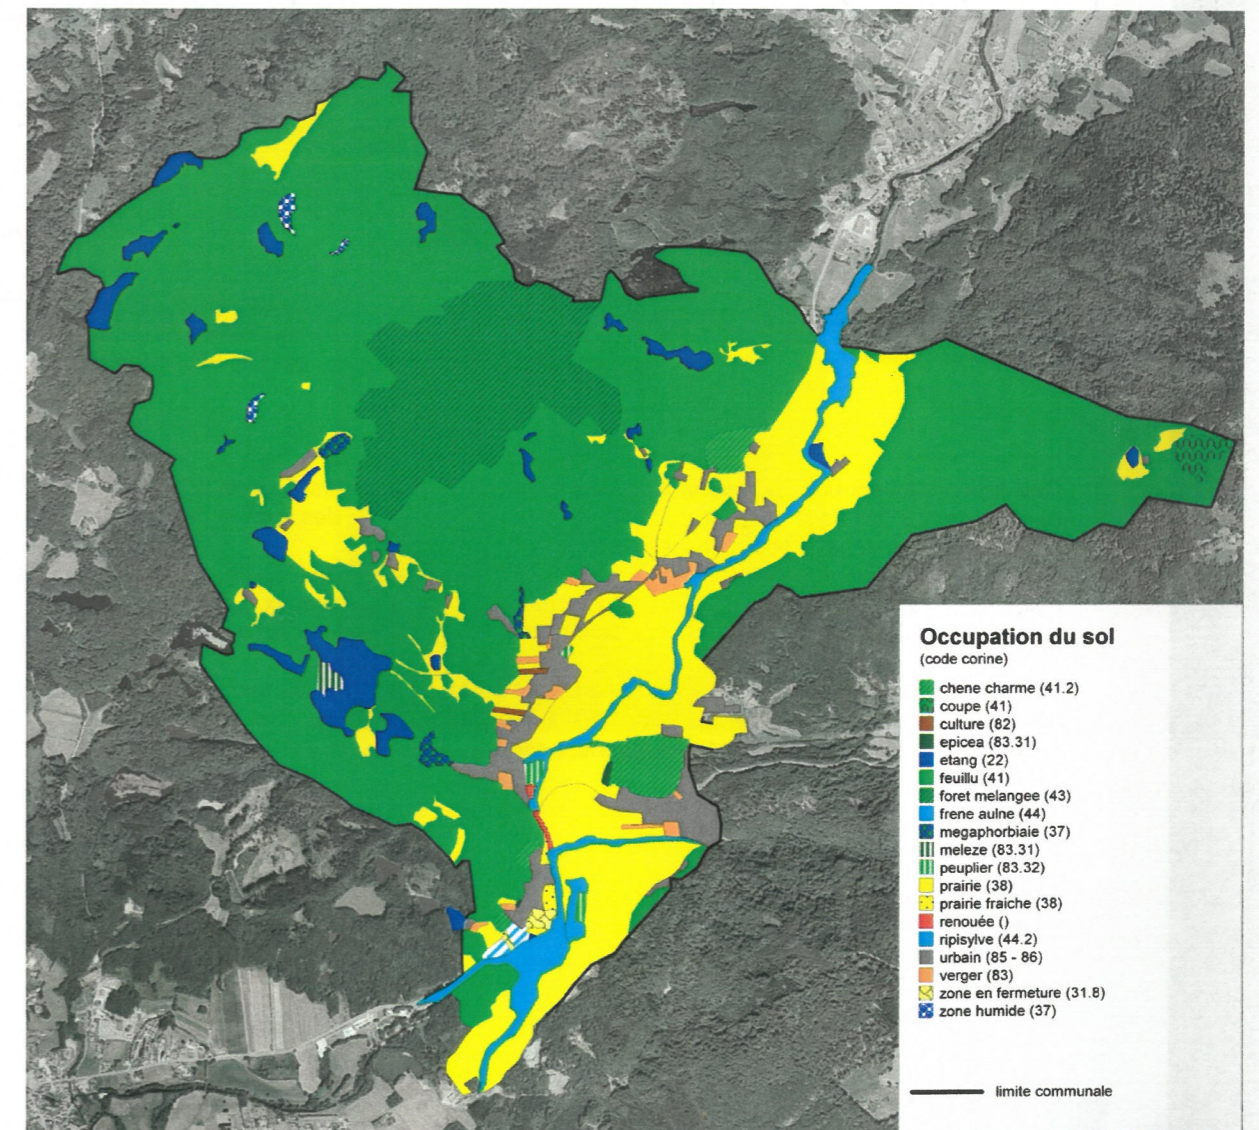 Occupation du sol
(code corine)
chene charme (41.2)
coupe (41)
culture (82)
epicea (83.31)
etang (22)
feuillu (41)
foret melangee (43)
frene aulne (44)
megaphorbiaie (37)
meleze (83.31)
peuplier (83.32)
prairie (38)
prairie fraiche (38)
renouée ()
ripisylve (44.2)
urbain (85 - 86)
verger (83)
zone en fermeture (31.8)
zone humide (37)
limite communale